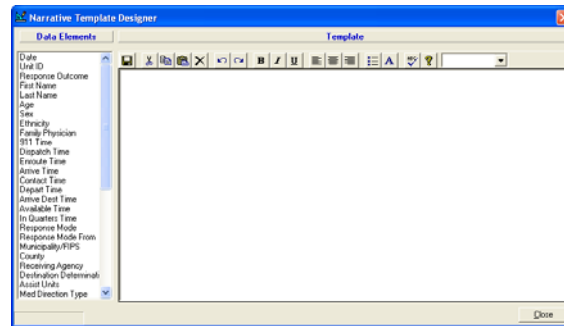 Narrative Template Designer
Data Elements
Template
Date
Unit ID
Response Outcome
First Name
Last Name
Age
Sex
Ethnicity
Family Physician
911 Time
Dispatch Time
Enroute Time
Arrive Time
Contact Time
Depart Time
Arrive Dest Time
Available Time
In Quarters Time
Response Mode
Response Mode From
Municipality/FIPS
County
Receiving Agency
Destination Determinati
Assist Units
Med Direction Type
B I U A
Close